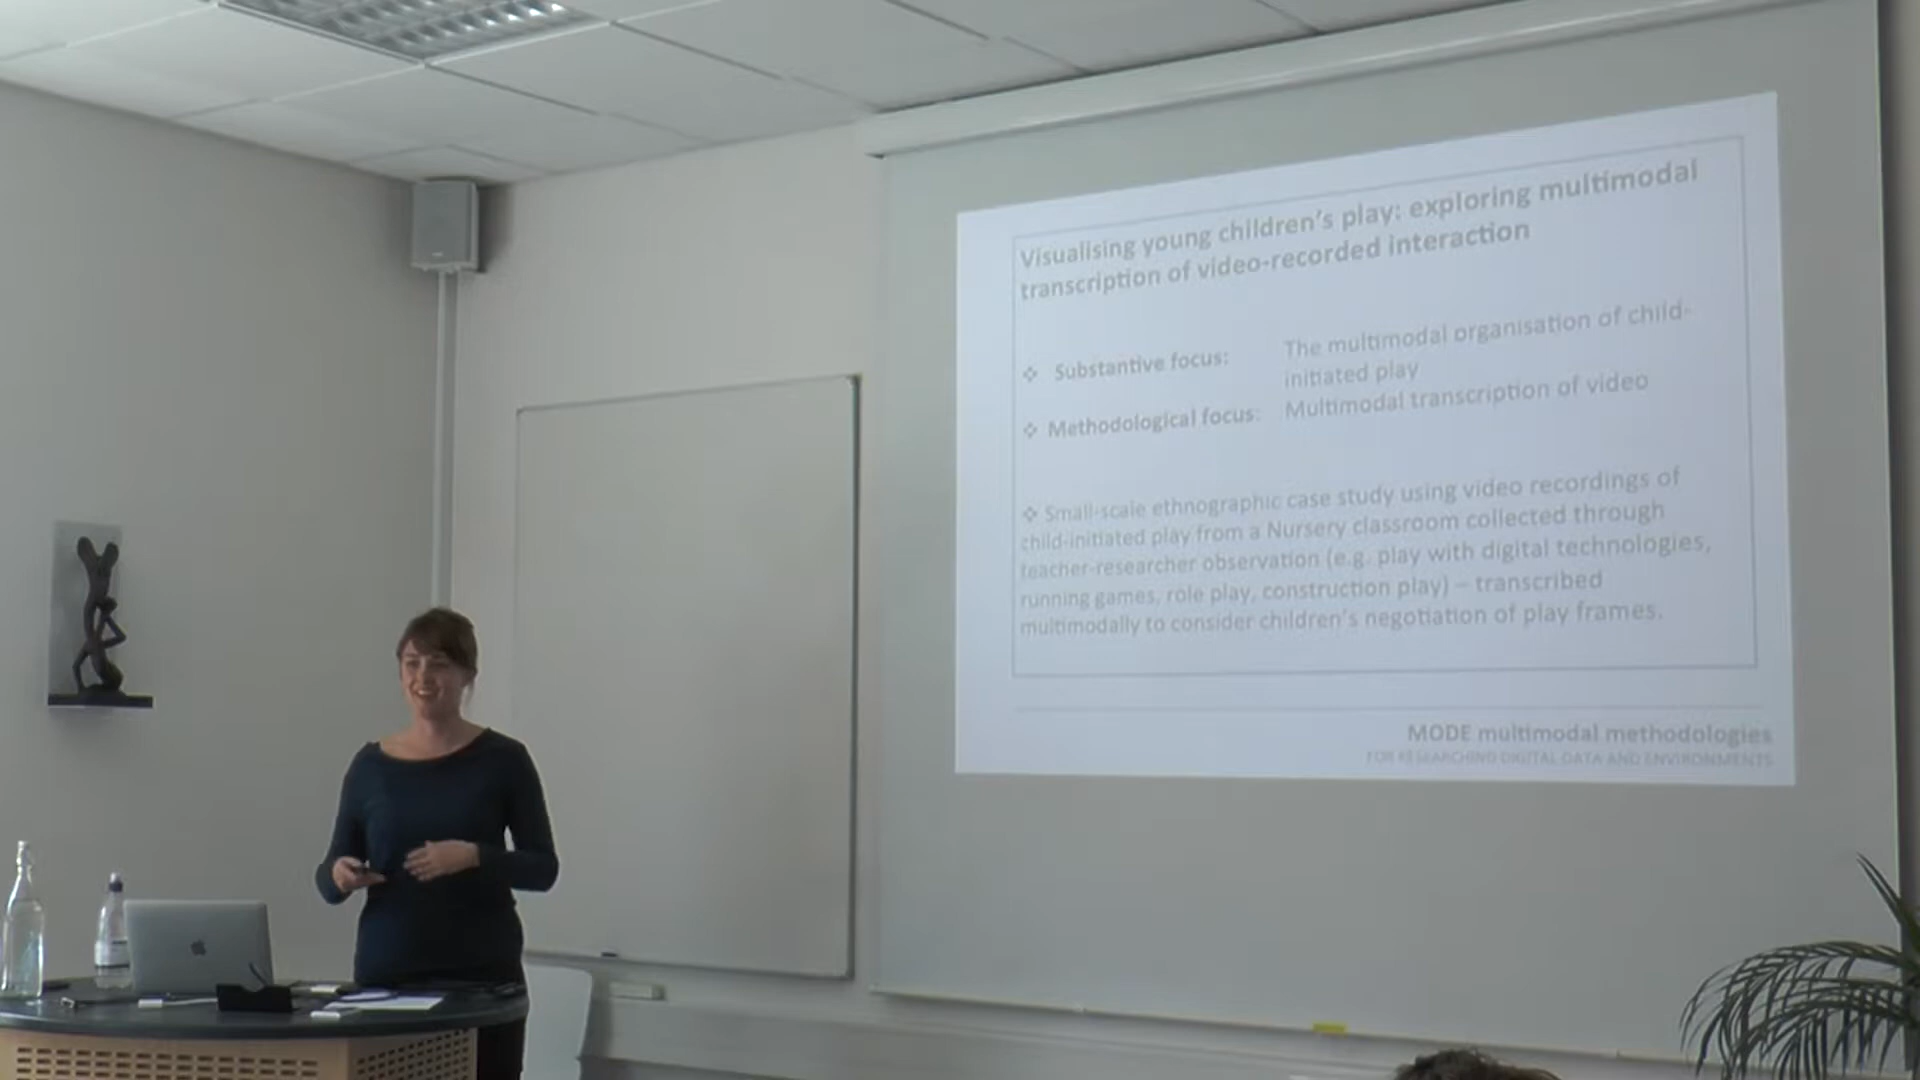 Visualising young children's play: exploring multimodal
transcription of video-recorded interaction
❖ Substantive focus: The multimodal organisation of child-
initiated play
❖ Methodological focus: Multimodal transcription of video
❖ Small-scale ethnographic case study using video recordings of
child-initiated play from a Nursery classroom collected through
teacher-researcher observation (e.g. play with digital technologies,
running games, role play, construction play) – transcribed
multimodally to consider children's negotiation of play frames.
MODE multimodal methodologies
FOR RESEARCHING DIGITAL DATA AND ENVIRONMENTS